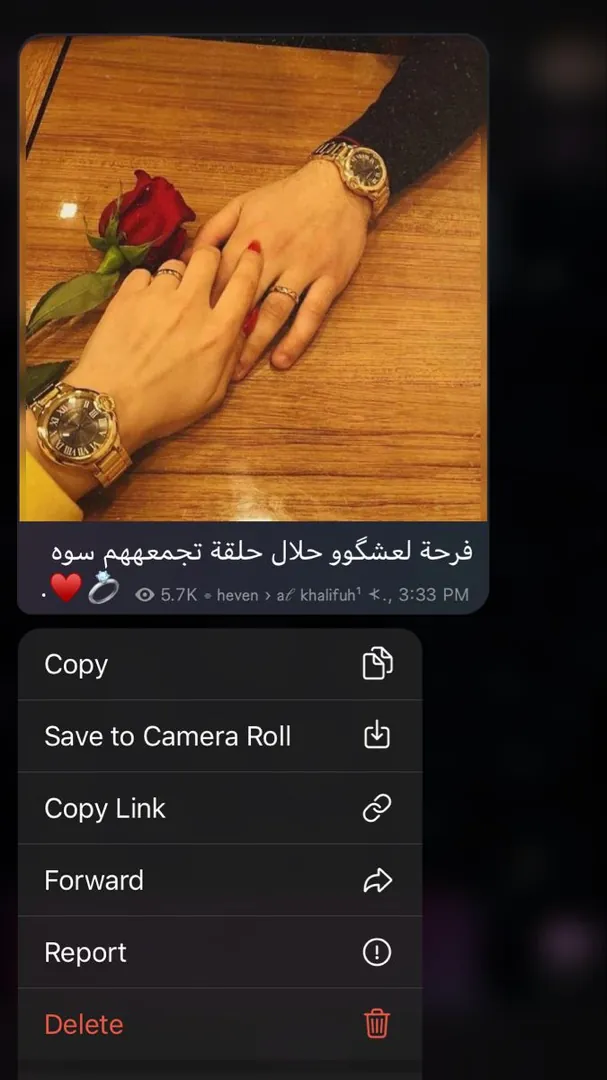 فرحة لعشگوو حلال حلقة تجمعههم سوه
💍♥️.
5.7K • heven › aℓ khalifuh¹ ⊀., 3:33 PM
Copy
Save to Camera Roll
Copy Link
Forward
Report
Delete